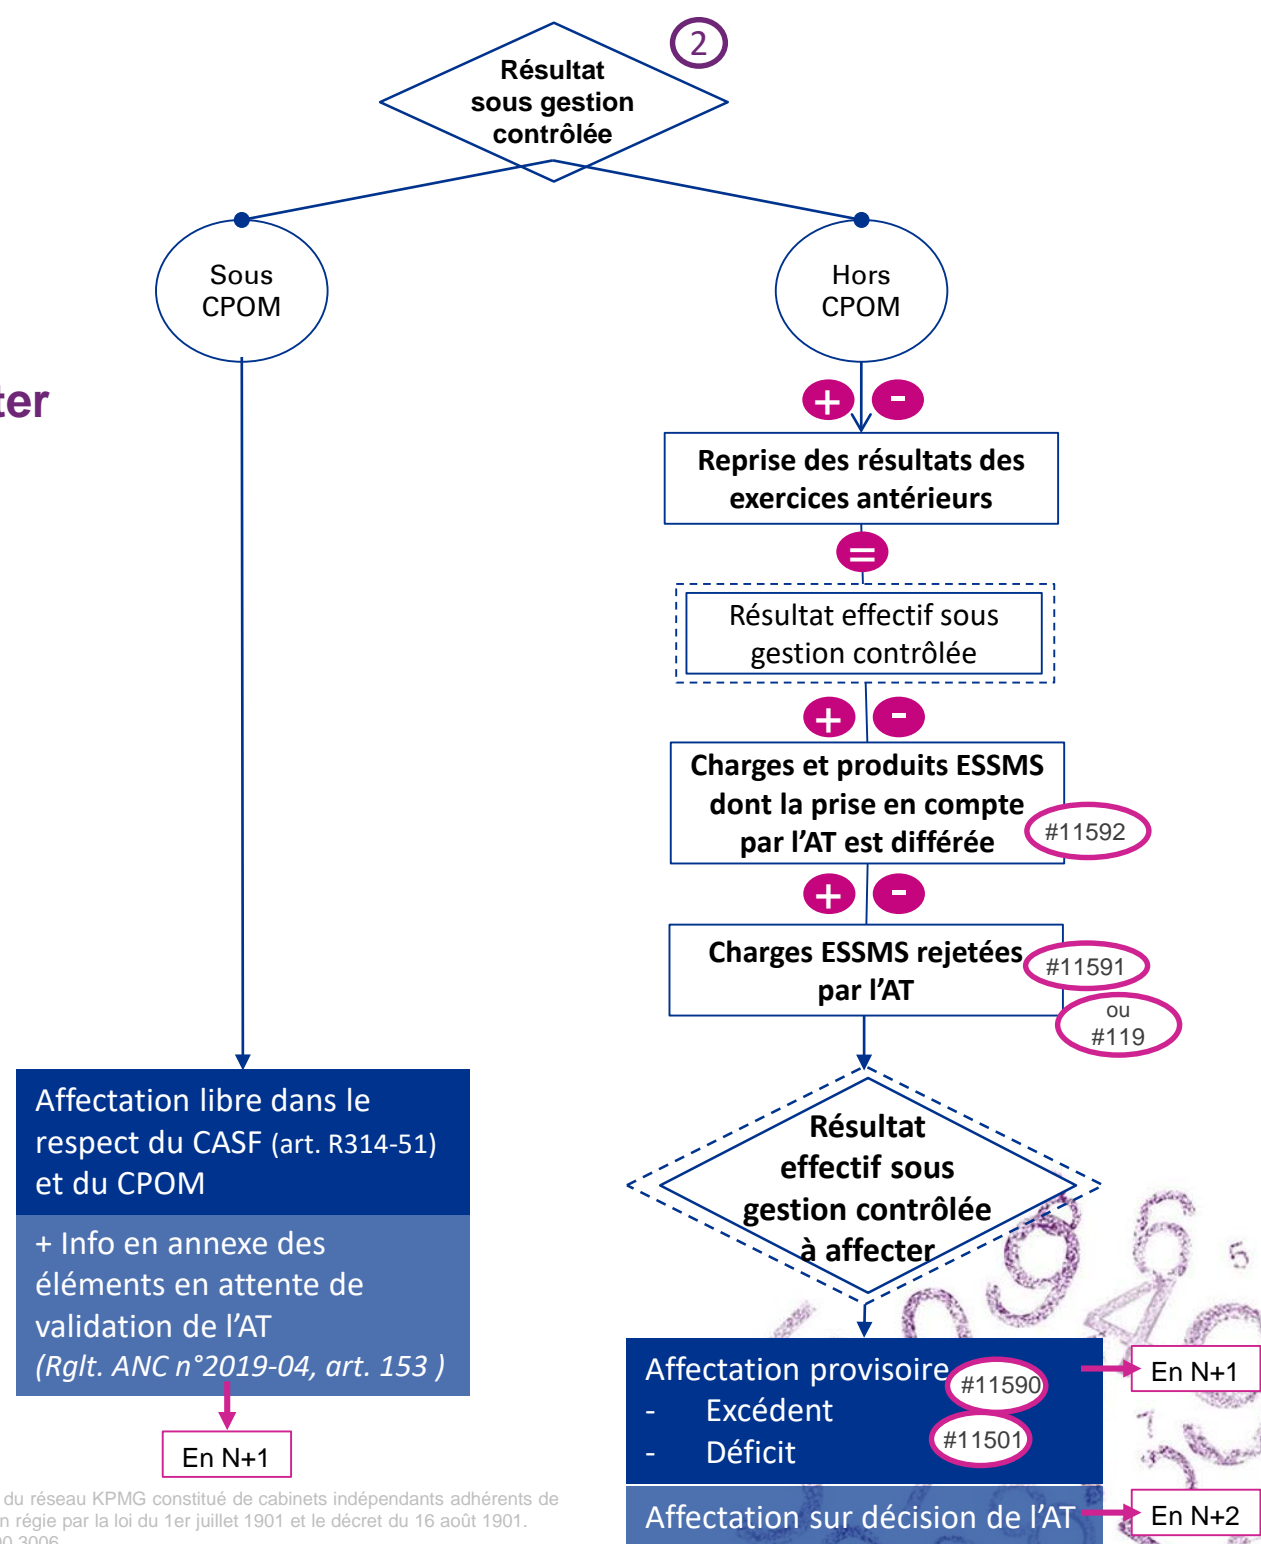 2
Résultat
sous gestion
contrôlée
Sous
CPOM
Hors
CPOM
ter
+ -
Reprise des résultats des
exercices antérieurs
=
Résultat effectif sous
gestion contrôlée
+ -
Charges et produits ESSMS
dont la prise en compte
par l’AT est différée
#11592
+ -
Charges ESSMS rejetées
par l’AT
#11591
ou
#119
Affectation libre dans le
respect du CASF (art. R314-51)
et du CPOM
+ Info en annexe des
éléments en attente de
validation de l’AT
(Rglt. ANC n°2019-04, art. 153 )
En N+1
Résultat
effectif sous
gestion contrôlée
à affecter
Affectation provisoire
#11590
- Excédent
- Déficit
#11501
En N+1
Affectation sur décision de l’AT
En N+2
du réseau KPMG constitué de cabinets indépendants adhérents de
n régie par la loi du 1er juillet 1901 et le décret du 16 août 1901.